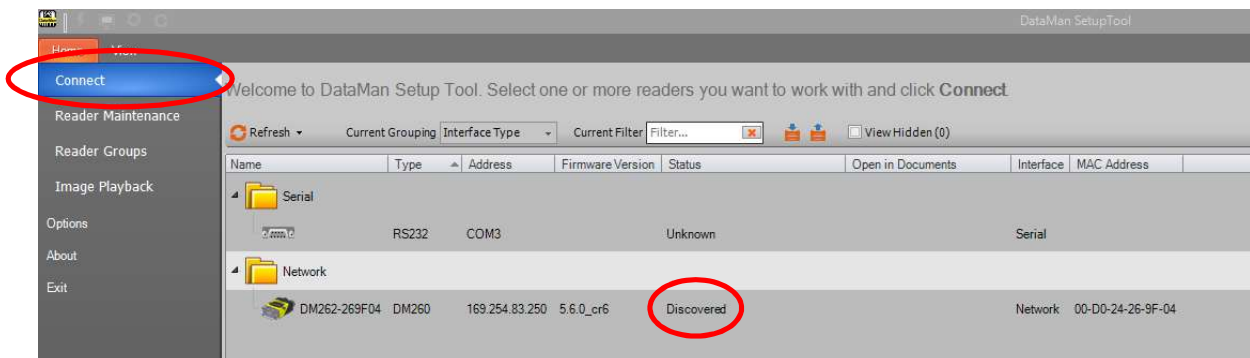 DataMan SetupTool
Home View
Connect
Reader Maintenance
Reader Groups
Image Playback
Options
About
Exit
Welcome to DataMan Setup Tool. Select one or more readers you want to work with and click Connect.
Refresh Current Grouping Interface Type Current Filter Filter... View Hidden (0)
Name Type Address Firmware Version Status Open in Documents Interface MAC Address
Serial
RS232 COM3 Unknown Serial
Network
DM262-269F04 DM260 169.254.83.250 5.6.0_cr6 Discovered Network 00-D0-24-26-9F-04